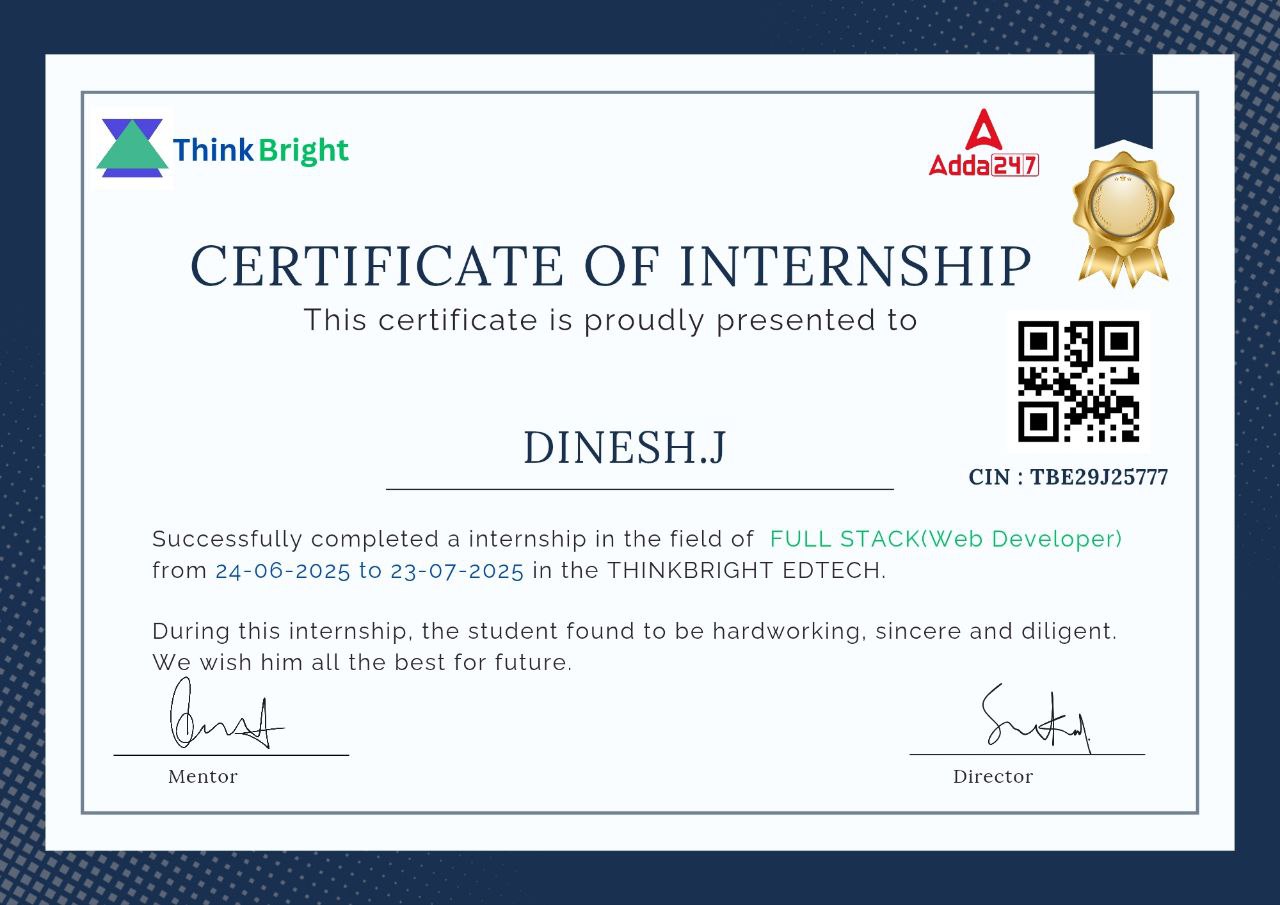 Think Bright
Adda247
CERTIFICATE OF INTERNSHIP
This certificate is proudly presented to
DINESH.J
CIN : TBE29J25777
Successfully completed a internship in the field of FULL STACK(Web Developer)
from 24-06-2025 to 23-07-2025 in the THINKBRIGHT EDTECH.
During this internship, the student found to be hardworking, sincere and diligent.
We wish him all the best for future.
Mentor
Director